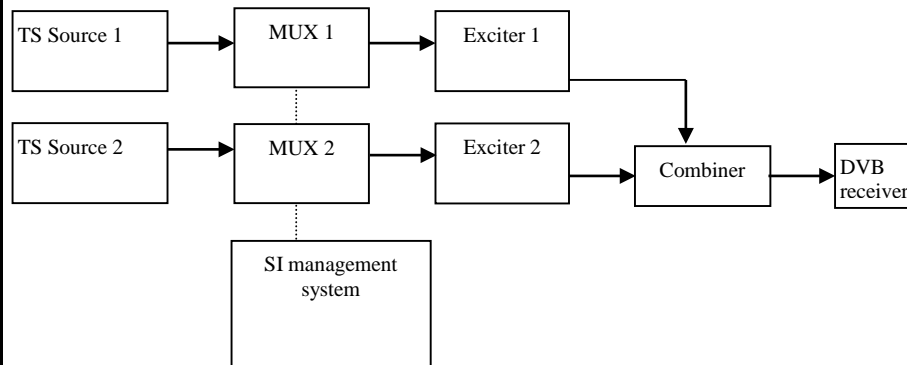 TS Source 1
MUX 1
Exciter 1
TS Source 2
MUX 2
Exciter 2
Combiner
DVB
receiver
SI management
system